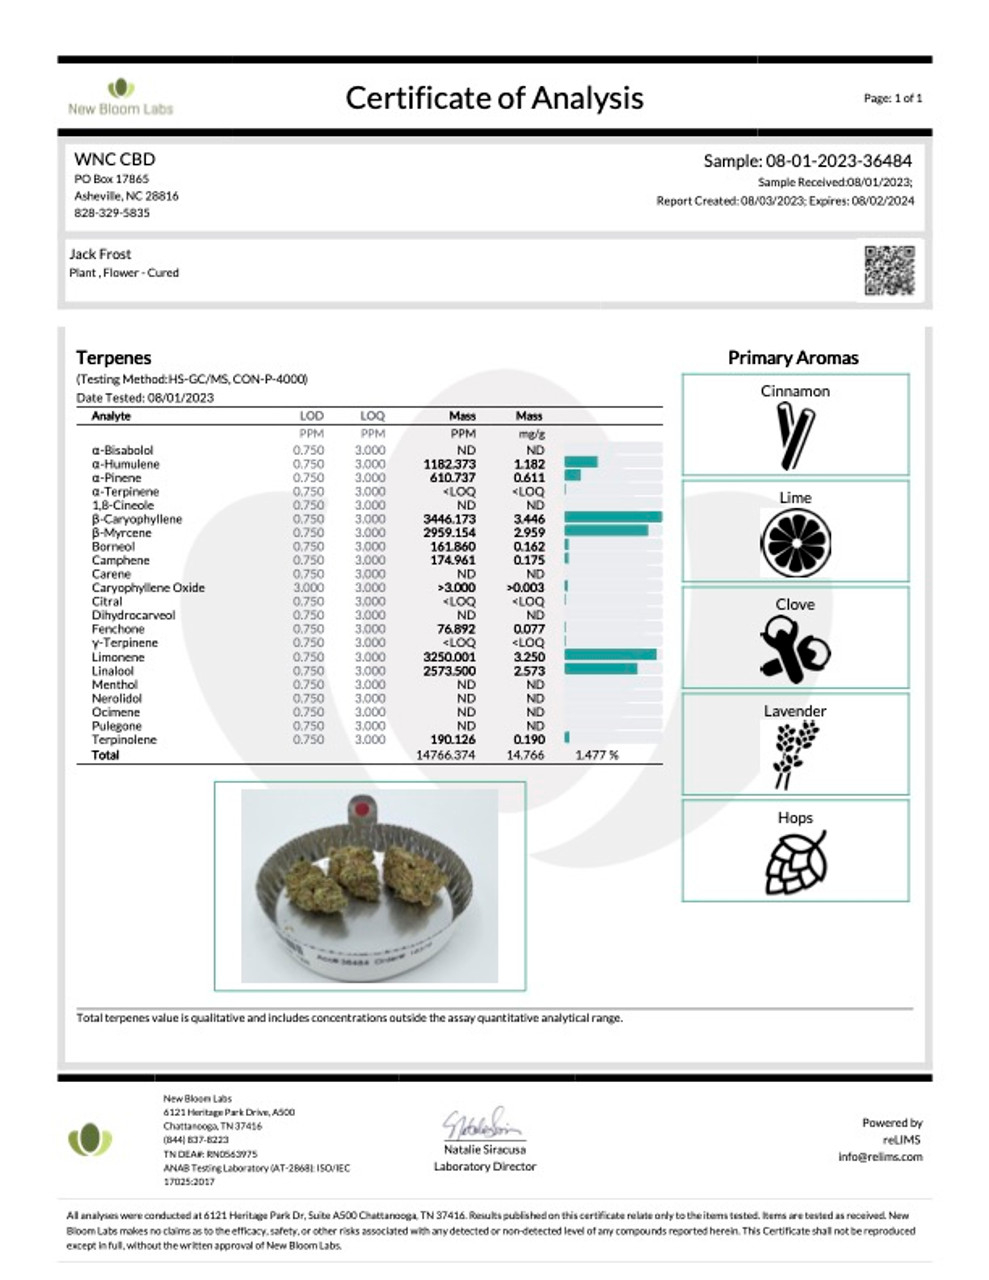 New Bloom Labs
Certificate of Analysis
Page: 1 of 1
WNC CBD
PO Box 17865
Asheville, NC 28816
828-329-5835
Sample: 08-01-2023-36484
Sample Received:08/01/2023;
Report Created: 08/03/2023; Expires: 08/02/2024
Jack Frost
Plant , Flower - Cured
Terpenes
(Testing Method:HS-GC/MS, CON-P-4000)
Date Tested: 08/01/2023
Analyte LOD LOQ Mass Mass
PPM PPM PPM mg/g
α-Bisabolol 0.750 3.000 ND ND
α-Humulene 0.750 3.000 1182.373 1.182
α-Pinene 0.750 3.000 610.737 0.611
α-Terpinene 0.750 3.000 <LOQ <LOQ
1,8-Cineole 0.750 3.000 ND ND
β-Caryophyllene 0.750 3.000 3446.173 3.446
β-Myrcene 0.750 3.000 2959.154 2.959
Borneol 0.750 3.000 161.860 0.162
Camphene 0.750 3.000 174.961 0.175
Carene 0.750 3.000 ND ND
Caryophyllene Oxide 3.000 3.000 >3.000 >0.003
Citral 0.750 3.000 <LOQ <LOQ
Dihydrocarveol 0.750 3.000 ND ND
Fenchone 0.750 3.000 76.892 0.077
γ-Terpinene 0.750 3.000 <LOQ <LOQ
Limonene 0.750 3.000 3250.001 3.250
Linalool 0.750 3.000 2573.500 2.573
Menthol 0.750 3.000 ND ND
Nerolidol 0.750 3.000 ND ND
Ocimene 0.750 3.000 ND ND
Pulegone 0.750 3.000 ND ND
Terpinolene 0.750 3.000 190.126 0.190
Total 14766.374 14.766 1.477 %
Primary Aromas
Cinnamon
Lime
Clove
Lavender
Hops
Total terpenes value is qualitative and includes concentrations outside the assay quantitative analytical range.
New Bloom Labs
6121 Heritage Park Drive, A500
Chattanooga, TN 37416
(844) 837-8223
TN DEA#: RN0563975
ANAB Testing Laboratory (AT-2868): ISO/IEC
17025:2017
Natalie Siracusa
Laboratory Director
Powered by
reLIMS
info@relims.com
All analyses were conducted at 6121 Heritage Park Dr, Suite A500 Chattanooga, TN 37416. Results published on this certificate relate only to the items tested. Items are tested as received. New
Bloom Labs makes no claims as to the efficacy, safety, or other risks associated with any detected or non-detected level of any compounds reported herein. This Certificate shall not be reproduced
except in full, without the written approval of New Bloom Labs.